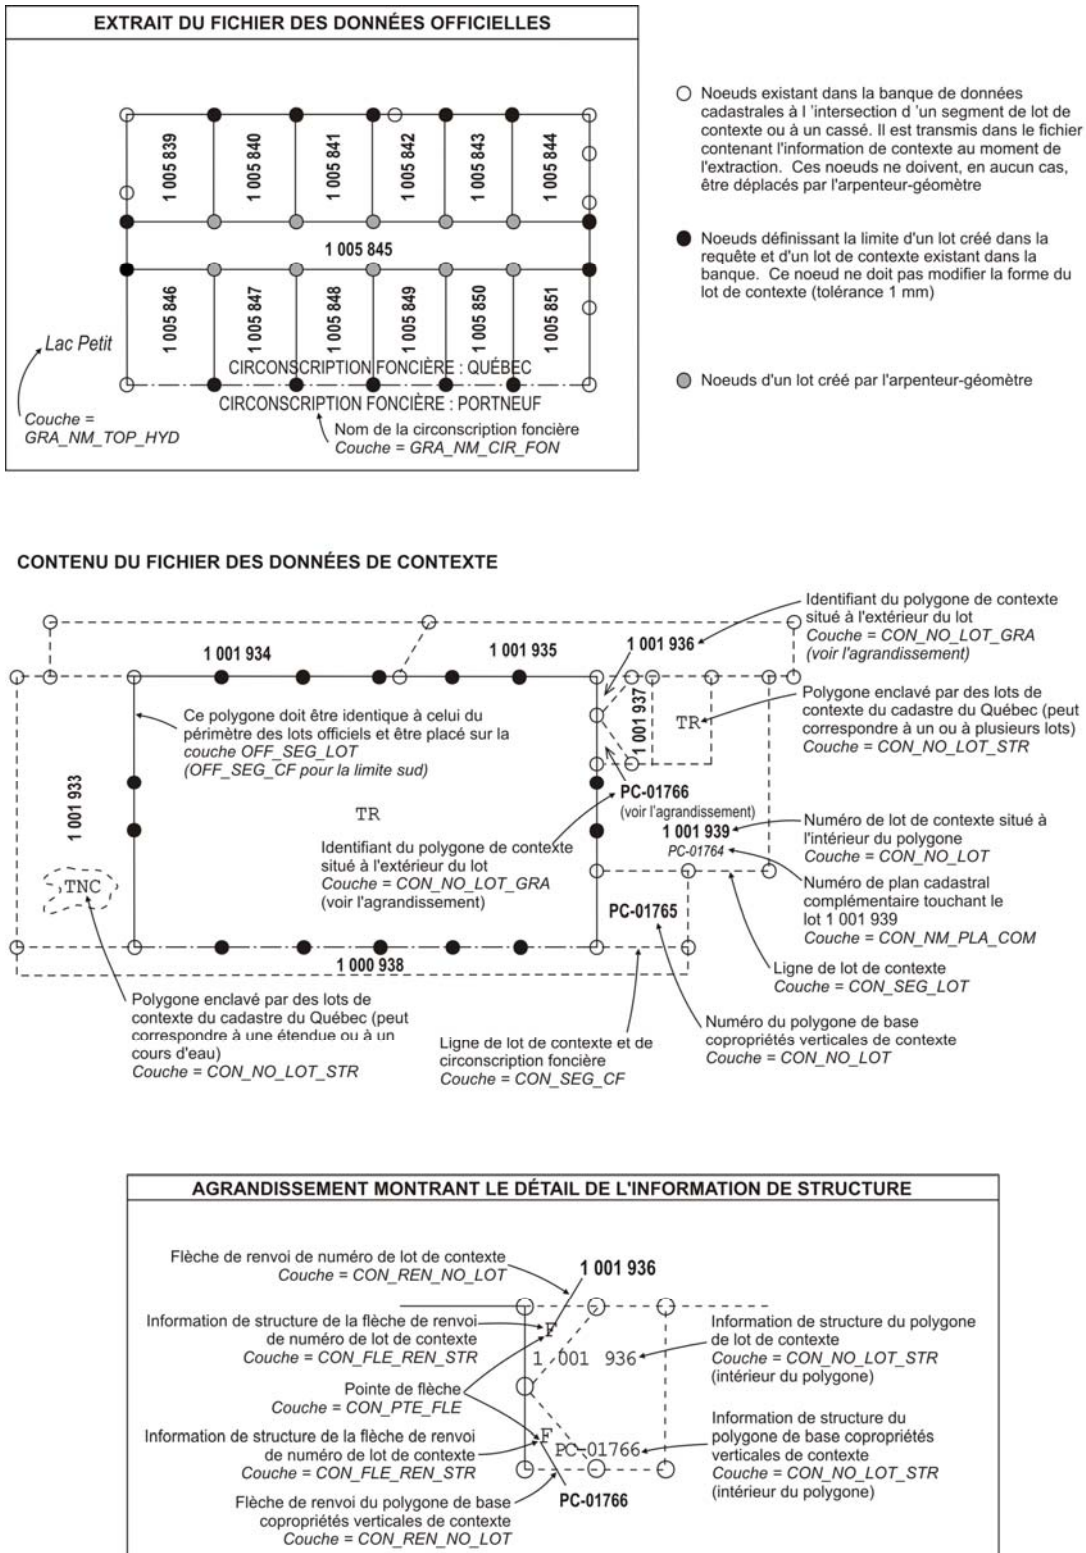 EXTRAIT DU FICHIER DES DONNÉES OFFICIELLES
1 005 839
1 005 840
1 005 841
1 005 842
1 005 843
1 005 844
1 005 845
1 005 846
1 005 847
1 005 848
1 005 849
1 005 850
1 005 851
Lac Petit
CIRCONSCRIPTION FONCIÈRE : QUÉBEC
CIRCONSCRIPTION FONCIÈRE : PORTNEUF
Couche =
GRA_NM_TOP_HYD
Nom de la circonscription foncière
Couche = GRA_NM_CIR_FON
Noeuds existant dans la banque de données
cadastrales à l 'intersection d 'un segment de lot de
contexte ou à un cassé. Il est transmis dans le fichier
contenant l'information de contexte au moment de
l'extraction. Ces noeuds ne doivent, en aucun cas,
être déplacés par l'arpenteur-géomètre
Noeuds définissant la limite d'un lot créé dans la
requête et d'un lot de contexte existant dans la
banque. Ce noeud ne doit pas modifier la forme du
lot de contexte (tolérance 1 mm)
Noeuds d'un lot créé par l'arpenteur-géomètre
CONTENU DU FICHIER DES DONNÉES DE CONTEXTE
1 001 934
1 001 935
1 001 936
Identifiant du polygone de contexte
situé à l'extérieur du lot
Couche = CON_NO_LOT_GRA
(voir l'agrandissement)
Ce polygone doit être identique à celui du
périmètre des lots officiels et être placé sur la
couche OFF_SEG_LOT
(OFF_SEG_CF pour la limite sud)
1 001 937
TR
Polygone enclavé par des lots de
contexte du cadastre du Québec (peut
correspondre à un ou à plusieurs lots)
Couche = CON_NO_LOT_STR
1 001 933
TR
PC-01766
(voir l'agrandissement)
1 001 939
PC-01764
Numéro de lot de contexte situé à
l'intérieur du polygone
Couche = CON_NO_LOT
Identifiant du polygone de contexte
situé à l'extérieur du lot
Couche = CON_NO_LOT_GRA
(voir l'agrandissement)
Numéro de plan cadastral
complémentaire touchant le
lot 1 001 939
Couche = CON_NM_PLA_COM
TNC
PC-01765
1 000 938
Ligne de lot de contexte
Couche = CON_SEG_LOT
Polygone enclavé par des lots de
contexte du cadastre du Québec (peut
correspondre à une étendue ou à un
cours d'eau)
Couche = CON_NO_LOT_STR
Ligne de lot de contexte et de
circonscription foncière
Couche = CON_SEG_CF
Numéro du polygone de base
copropriétés verticales de contexte
Couche = CON_NO_LOT
AGRANDISSEMENT MONTRANT LE DÉTAIL DE L'INFORMATION DE STRUCTURE
Flèche de renvoi de numéro de lot de contexte
Couche = CON_REN_NO_LOT
1 001 936
Information de structure de la flèche de renvoi
de numéro de lot de contexte
Couche = CON_FLE_REN_STR
F
1 001 936
Information de structure du polygone
de lot de contexte
Couche = CON_NO_LOT_STR
(intérieur du polygone)
Pointe de flèche
Couche = CON_PTE_FLE
Information de structure de la flèche de renvoi
de numéro de lot de contexte
Couche = CON_FLE_REN_STR
F
PC-01766
Information de structure du
polygone de base copropriétés
verticales de contexte
Couche = CON_NO_LOT_STR
(intérieur du polygone)
Flèche de renvoi du polygone de base
copropriétés verticales de contexte
Couche = CON_REN_NO_LOT
PC-01766